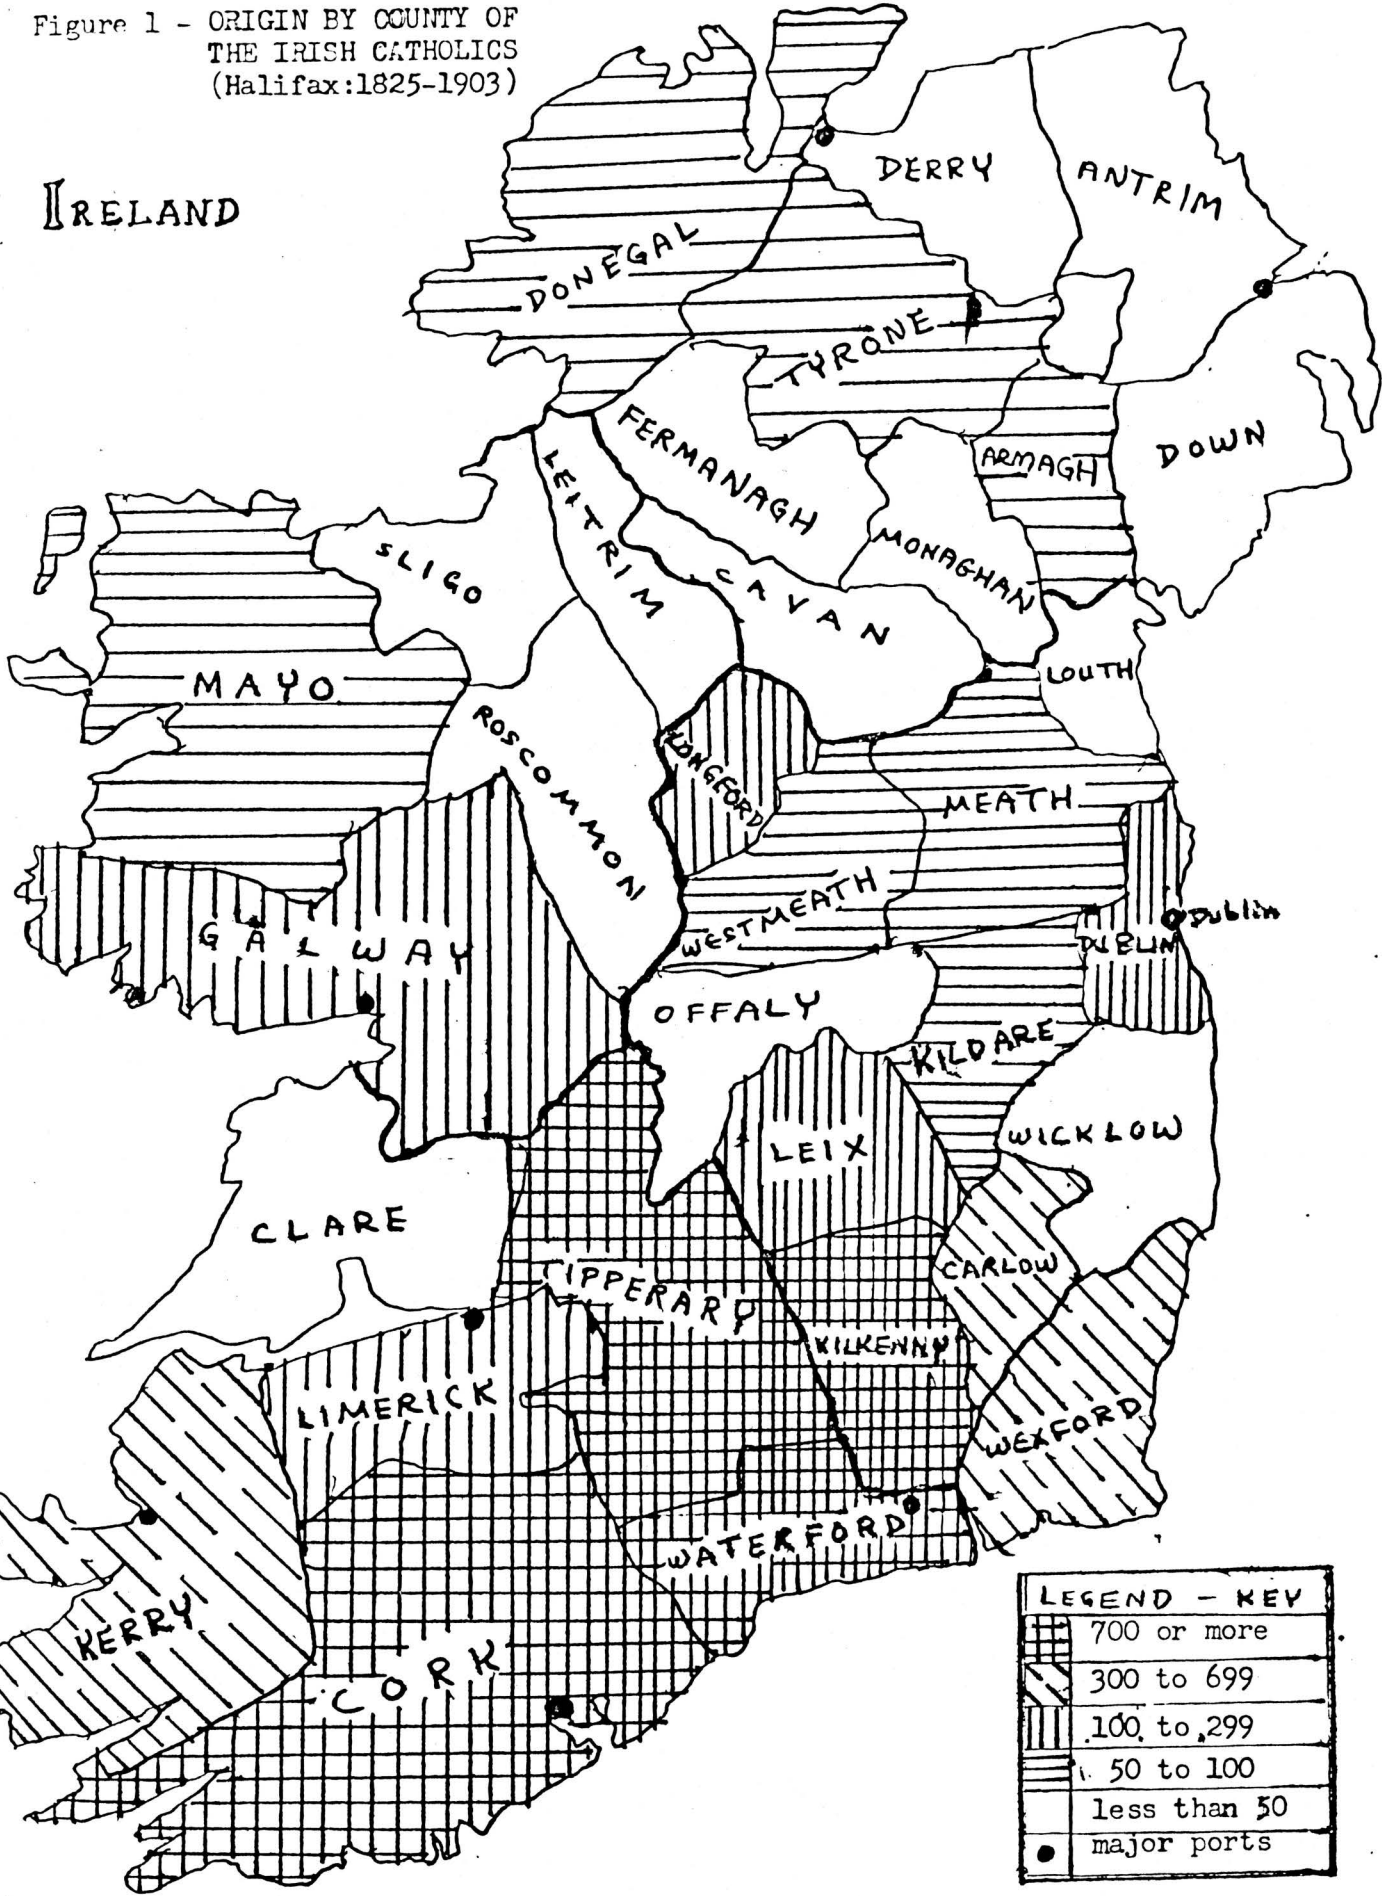 Figure 1 - ORIGIN BY COUNTY OF
THE IRISH CATHOLICS
(Halifax:1825-1903)
IRELAND
DERRY
ANTRIM
DONEGAL
TYRONE
FERMANAGH
ARMAGH
DOWN
LEITRIM
SLIGO
MONAGHAN
CAVAN
MAYO
LOUTH
ROSCOMMON
LONGFORD
MEATH
WESTMEATH
GALWAY
Dublin
DUBLIN
OFFALY
KILDARE
WICKLOW
LEIX
CLARE
CARLOW
TIPPERARY
KILKENNY
LIMERICK
WEXFORD
WATERFORD
KERRY
CORK
LEGEND - KEY
700 or more
300 to 699
100 to 299
50 to 100
less than 50
major ports